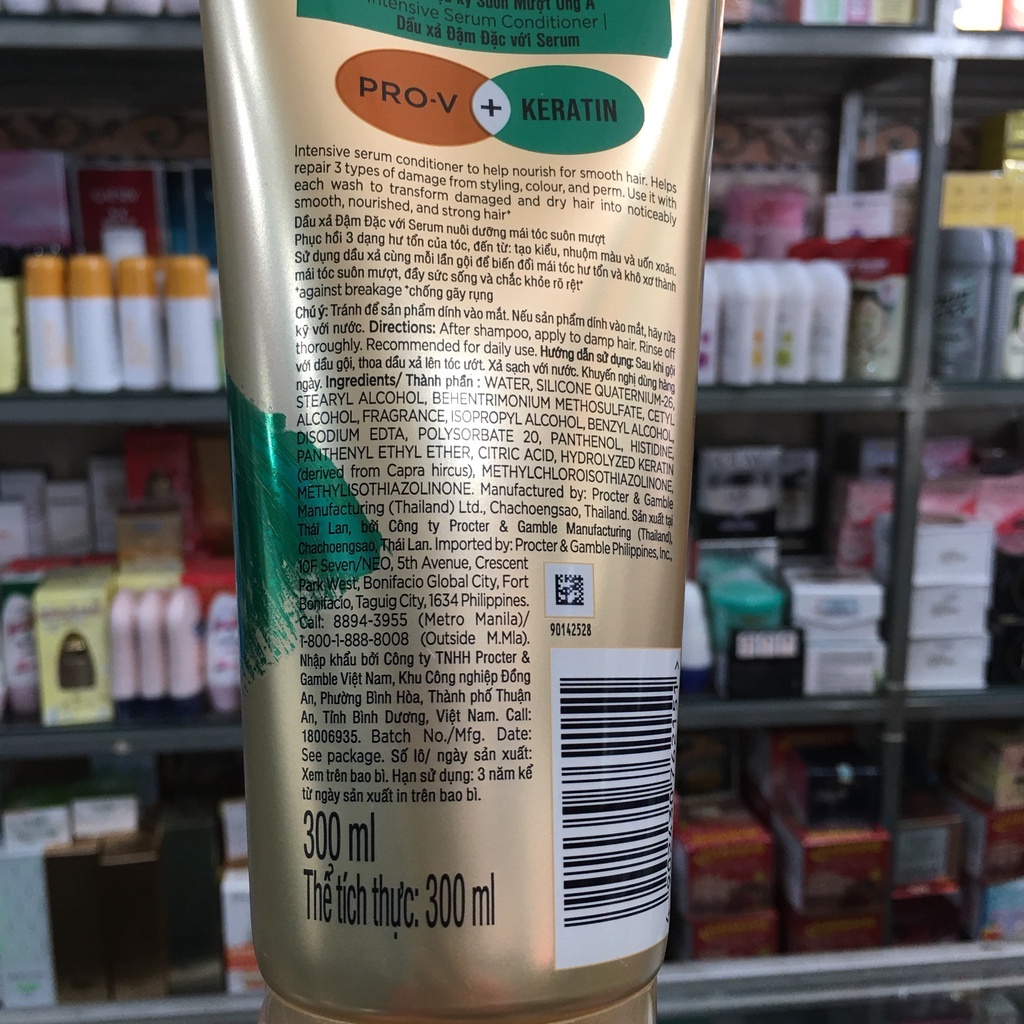 Suôn Mượt Óng Ả
Intensive Serum Conditioner |
Dầu xả Đậm Đặc với Serum
PRO-V + KERATIN
Intensive serum conditioner to help nourish for smooth hair. Helps
repair 3 types of damage from styling, colour, and perm. Use it with
each wash to transform damaged and dry hair into noticeably
smooth, nourished, and strong hair⁺
Dầu xả Đậm Đặc với Serum nuôi dưỡng mái tóc suôn mượt
Phục hồi 3 dạng hư tổn của tóc, đến từ: tạo kiểu, nhuộm màu và uốn xoăn.
Sử dụng dầu xả cùng mỗi lần gội để biến đổi mái tóc hư tổn và khô xơ thành
mái tóc suôn mượt, đầy sức sống và chắc khỏe rõ rệt⁺
⁺against breakage ⁺chống gãy rụng
Chú ý: Tránh để sản phẩm dính vào mắt. Nếu sản phẩm dính vào mắt, hãy rửa
kỹ với nước. Directions: After shampoo, apply to damp hair. Rinse off
thoroughly. Recommended for daily use. Hướng dẫn sử dụng: Sau khi gội
với dầu gội, thoa dầu xả lên tóc ướt. Xả sạch với nước. Khuyến nghị dùng hàng
ngày. Ingredients/ Thành phần : WATER, SILICONE QUATERNIUM-26,
STEARYL ALCOHOL, BEHENTRIMONIUM METHOSULFATE, CETYL
ALCOHOL, FRAGRANCE, ISOPROPYL ALCOHOL, BENZYL ALCOHOL,
DISODIUM EDTA, POLYSORBATE 20, PANTHENOL, HISTIDINE,
PANTHENYL ETHYL ETHER, CITRIC ACID, HYDROLYZED KERATIN
(derived from Capra hircus), METHYLCHLOROISOTHIAZOLINONE,
METHYLISOTHIAZOLINONE. Manufactured by: Procter & Gamble
Manufacturing (Thailand) Ltd., Chachoengsao, Thailand. Sản xuất tại
Thái Lan, bởi Công ty Procter & Gamble Manufacturing (Thailand),
Chachoengsao, Thái Lan. Imported by: Procter & Gamble Philippines, Inc.,
10F Seven/NEO, 5th Avenue, Crescent
Park West, Bonifacio Global City, Fort
Bonifacio, Taguig City, 1634 Philippines.
Call: 8894-3955 (Metro Manila)/
1-800-1-888-8008 (Outside M.Mla).
90142528
Nhập khẩu bởi Công ty TNHH Procter &
Gamble Việt Nam, Khu Công nghiệp Đồng
An, Phường Bình Hòa, Thành phố Thuận
An, Tỉnh Bình Dương, Việt Nam. Call:
18006935. Batch No./Mfg. Date:
See package. Số lô/ ngày sản xuất:
Xem trên bao bì. Hạn sử dụng: 3 năm kể
từ ngày sản xuất in trên bao bì.
300 ml
Thể tích thực: 300 ml